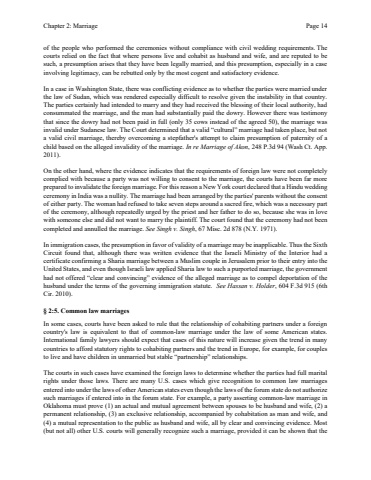 Chapter 2: Marriage Page 14
of the people who performed the ceremonies without compliance with civil wedding requirements. The
courts relied on the fact that where persons live and cohabit as husband and wife, and are reputed to be
such, a presumption arises that they have been legally married, and this presumption, especially in a case
involving legitimacy, can be rebutted only by the most cogent and satisfactory evidence.
In a case in Washington State, there was conflicting evidence as to whether the parties were married under
the law of Sudan, which was rendered especially difficult to resolve given the instability in that country.
The parties certainly had intended to marry and they had received the blessing of their local authority, had
consummated the marriage, and the man had substantially paid the dowry. However there was testimony
that since the dowry had not been paid in full (only 35 cows instead of the agreed 50), the marriage was
invalid under Sudanese law. The Court determined that a valid "cultural" marriage had taken place, but not
a valid civil marriage, thereby overcoming a stepfather's attempt to claim presumption of paternity of a
child based on the alleged invalidity of the marriage. In re Marriage of Akon, 248 P.3d 94 (Wash Ct. App.
2011).
On the other hand, where the evidence indicates that the requirements of foreign law were not completely
complied with because a party was not willing to consent to the marriage, the courts have been far more
prepared to invalidate the foreign marriage. For this reason a New York court declared that a Hindu wedding
ceremony in India was a nullity. The marriage had been arranged by the parties' parents without the consent
of either party. The woman had refused to take seven steps around a sacred fire, which was a necessary part
of the ceremony, although repeatedly urged by the priest and her father to do so, because she was in love
with someone else and did not want to marry the plaintiff. The court found that the ceremony had not been
completed and annulled the marriage. See Singh v. Singh, 67 Misc. 2d 878 (N.Y. 1971).
In immigration cases, the presumption in favor of validity of a marriage may be inapplicable. Thus the Sixth
Circuit found that, although there was written evidence that the Israeli Ministry of the Interior had a
certificate confirming a Sharia marriage between a Muslim couple in Jerusalem prior to their entry into the
United States, and even though Israeli law applied Sharia law to such a purported marriage, the government
had not offered "clear and convincing" evidence of the alleged marriage as to compel deportation of the
husband under the terms of the governing immigration statute. See Hassan v. Holder, 604 F.3d 915 (6th
Cir. 2010).
§ 2:5. Common law marriages
In some cases, courts have been asked to rule that the relationship of cohabiting partners under a foreign
country's law is equivalent to that of common-law marriage under the law of some American states.
International family lawyers should expect that cases of this nature will increase given the trend in many
countries to afford statutory rights to cohabiting partners and the trend in Europe, for example, for couples
to live and have children in unmarried but stable "partnership" relationships.
The courts in such cases have examined the foreign laws to determine whether the parties had full marital
rights under those laws. There are many U.S. cases which give recognition to common law marriages
entered into under the laws of other American states even though the laws of the forum state do not authorize
such marriages if entered into in the forum state. For example, a party asserting common-law marriage in
Oklahoma must prove (1) an actual and mutual agreement between spouses to be husband and wife, (2) a
permanent relationship, (3) an exclusive relationship, accompanied by cohabitation as man and wife, and
(4) a mutual representation to the public as husband and wife, all by clear and convincing evidence. Most
(but not all) other U.S. courts will generally recognize such a marriage, provided it can be shown that the